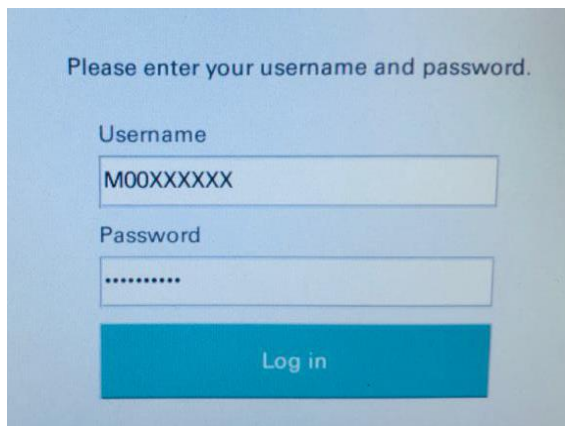 Please enter your username and password.
Username
M00XXXXXX
Password
••••••••••
Log in